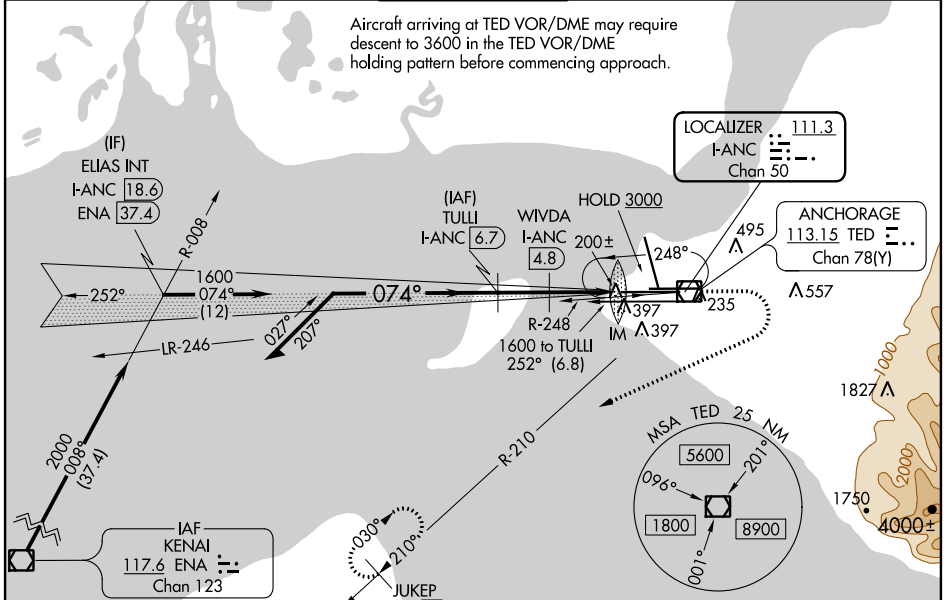 Aircraft arriving at TED VOR/DME may require
descent to 3600 in the TED VOR/DME
holding pattern before commencing approach.
LOCALIZER 111.3
I-ANC
Chan 50
(IF)
ELIAS INT
I-ANC 18.6
ENA 37.4
R-008
(IAF)
TULLI
I-ANC 6.7
WIVDA
I-ANC
4.8
HOLD 3000
200±
248°
ANCHORAGE
113.15 TED
Chan 78(Y)
495
557
1600
252°
074°
(12)
074°
235
397
397
IM
R-248
1600 to TULLI
252° (6.8)
027°
207°
LR-246
1000
1827
2000
008°
(37.4)
R-210
MSA TED 25 NM
5600
201°
096°
1800
8900
001°
2000
1750
4000±
IAF
KENAI
117.6 ENA
Chan 123
030°
210°
JUKEP